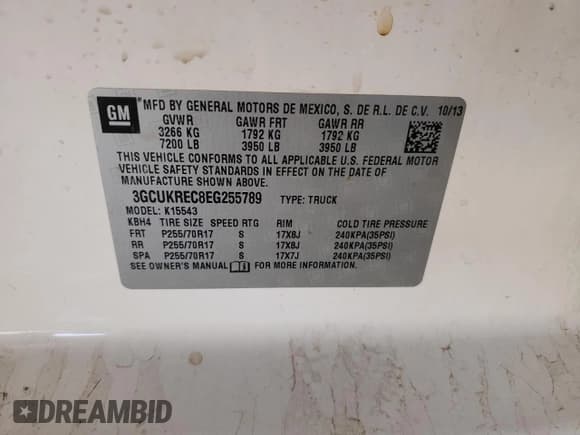 GM MFD BY GENERAL MOTORS DE MEXICO, S. DE R.L. DE C.V. 10/13
GVWR GAWR FRT GAWR RR
3266 KG 1792 KG 1792 KG
7200 LB 3950 LB 3950 LB
THIS VEHICLE CONFORMS TO ALL APPLICABLE U.S. FEDERAL MOTOR
VEHICLE SAFETY STANDARDS IN EFFECT ON THE DATE OF
MANUFACTURE SHOWN ABOVE.
3GCUKREC8EG255789 TYPE: TRUCK
MODEL: K15543
KBH4 TIRE SIZE SPEED RTG RIM COLD TIRE PRESSURE
FRT P255/70R17 S 17X8J 240KPA(35PSI)
RR P255/70R17 S 17X8J 240KPA(35PSI)
SPA P255/70R17 S 17X7J 240KPA(35PSI)
SEE OWNER'S MANUAL FOR MORE INFORMATION.
DREAMBID